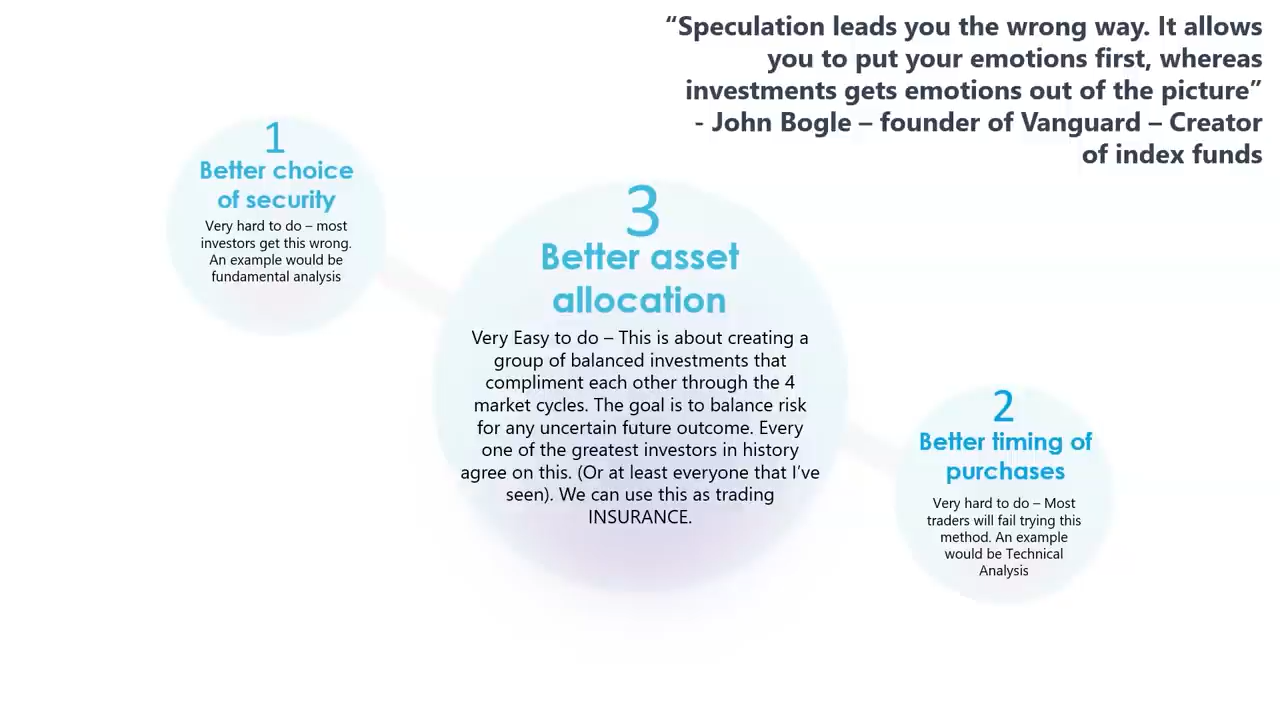 “Speculation leads you the wrong way. It allows
you to put your emotions first, whereas
investments gets emotions out of the picture”
- John Bogle – founder of Vanguard – Creator
of index funds
1
Better choice
of security
Very hard to do – most
investors get this wrong.
An example would be
fundamental analysis
3
Better asset
allocation
Very Easy to do – This is about creating a
group of balanced investments that
compliment each other through the 4
market cycles. The goal is to balance risk
for any uncertain future outcome. Every
one of the greatest investors in history
agree on this. (Or at least everyone that I’ve
seen). We can use this as trading
INSURANCE.
2
Better timing of
purchases
Very hard to do – Most
traders will fail trying this
method. An example
would be Technical
Analysis